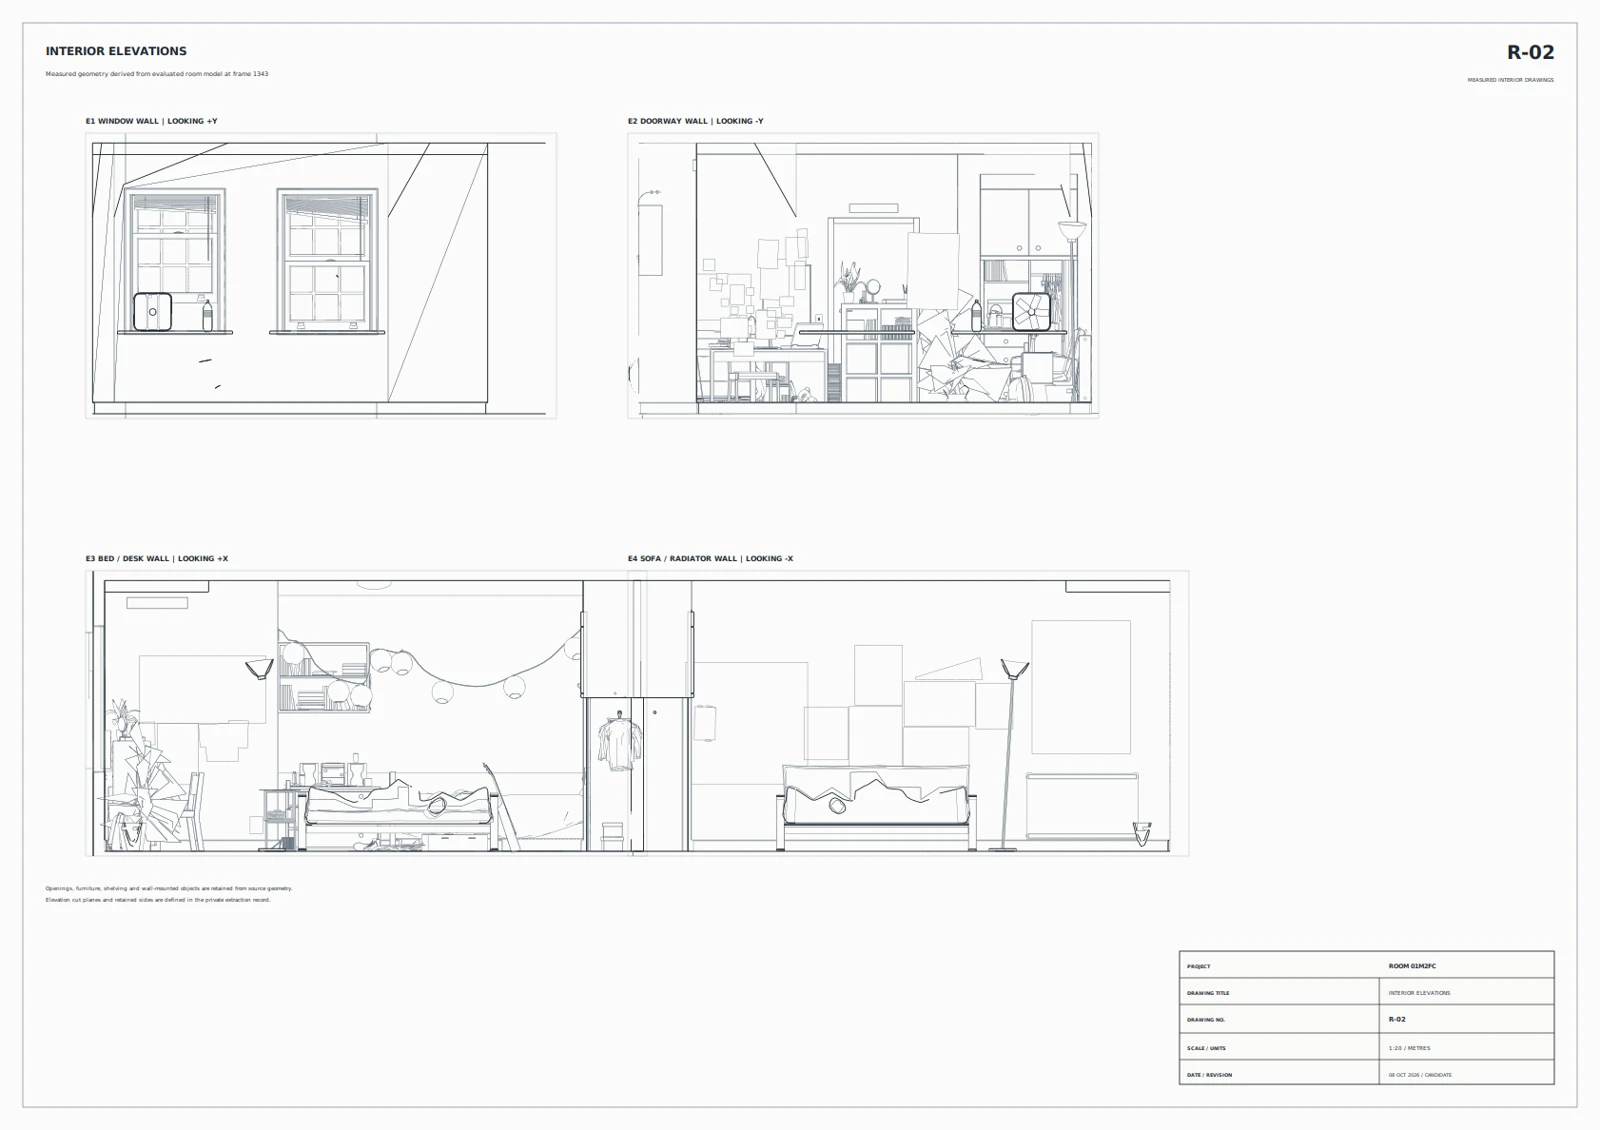 INTERIOR ELEVATIONS
Measured geometry derived from evaluated room model at frame 1343
R-02
MEASURED INTERIOR DRAWINGS
E1 WINDOW WALL | LOOKING +Y
E2 DOORWAY WALL | LOOKING -Y
E3 BED / DESK WALL | LOOKING +X
E4 SOFA / RADIATOR WALL | LOOKING -X
Openings, furniture, shelving and wall-mounted objects are retained from source geometry.
Elevation cut planes and retained sides are defined in the private extraction record.
PROJECT ROOM 01M2FC
DRAWING TITLE INTERIOR ELEVATIONS
DRAWING NO. R-02
SCALE / UNITS 1:20 / METRES
DATE / REVISION 08 OCT 2026 / CANDIDATE